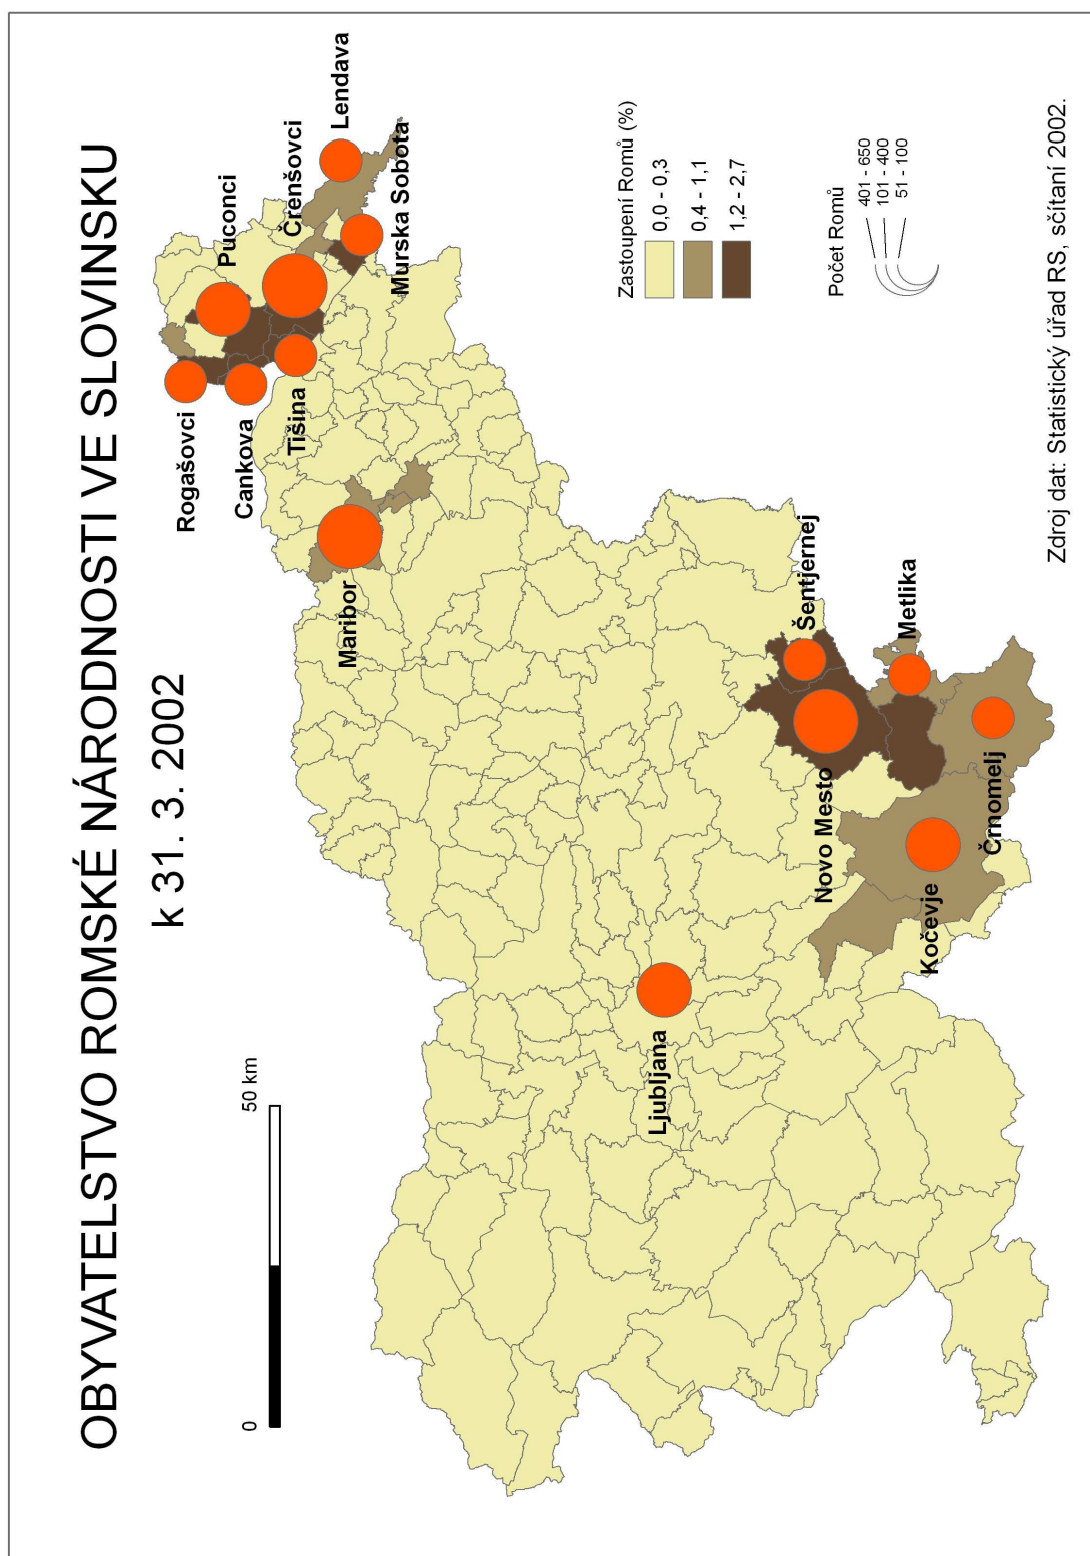 OBYVATELSTVO ROMSKÉ NÁRODNOSTI VE SLOVINSKU
k 31. 3. 2002
0
50 km
Rogašovci
Puconci
Cankova
Črenšovci
Tišina
Lendava
Murska Sobota
Maribor
Ljubljana
Novo Mesto
Šentjernej
Kočevje
Metlika
Črnomelj
Zastoupení Romů (%)
0,0 - 0,3
0,4 - 1,1
1,2 - 2,7
Počet Romů
401 - 650
101 - 400
51 - 100
Zdroj dat: Statistický úřad RS, sčítaní 2002.